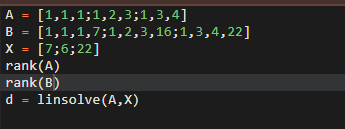 A = [1,1,1;1,2,3;1,3,4]
B = [1,1,1,7;1,2,3,16;1,3,4,22]
X = [7;6;22]
rank(A)
rank(B)
d = linsolve(A,X)